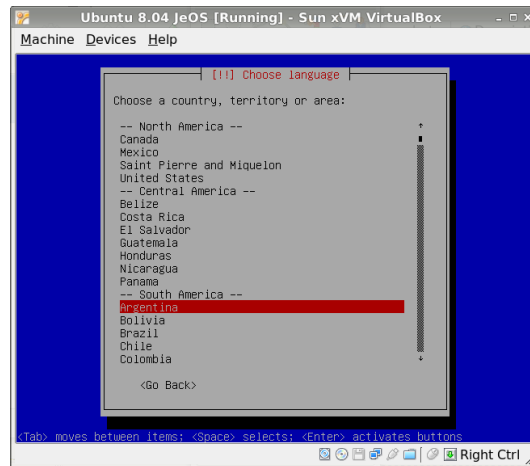 Ubuntu 8.04 JeOS [Running] - Sun xVM VirtualBox
Machine Devices Help
[!!] Choose language
Choose a country, territory or area:
-- North America --
Canada
Mexico
Saint Pierre and Miquelon
United States
-- Central America --
Belize
Costa Rica
El Salvador
Guatemala
Honduras
Nicaragua
Panama
-- South America --
Argentina
Bolivia
Brazil
Chile
Colombia
<Go Back>
<Tab> moves between items; <Space> selects; <Enter> activates buttons
Right Ctrl